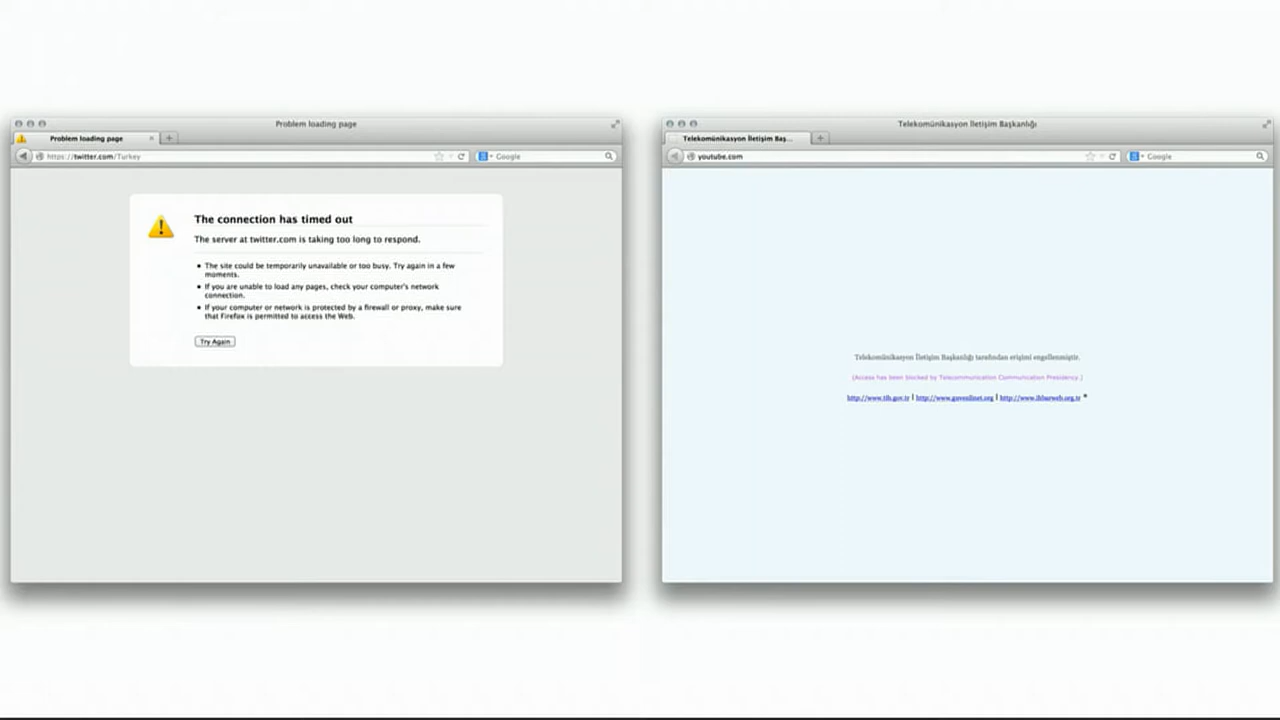 Problem loading page
Problem loading page
https://twitter.com/Turkey
Google
The connection has timed out
The server at twitter.com is taking too long to respond.
• The site could be temporarily unavailable or too busy. Try again in a few
moments.
• If you are unable to load any pages, check your computer's network
connection.
• If your computer or network is protected by a firewall or proxy, make sure
that Firefox is permitted to access the Web.
Try Again
Telekomünikasyon İletişim Başkanlığı
Telekomünikasyon İletişim Baş...
youtube.com
Google
Telekomünikasyon İletişim Başkanlığı tarafından erişimi engellenmiştir.
(Access has been blocked by Telecommunication Communication Presidency.)
http://www.tib.gov.tr | http://www.guvenlinet.org | http://www.ihbarweb.org.tr *